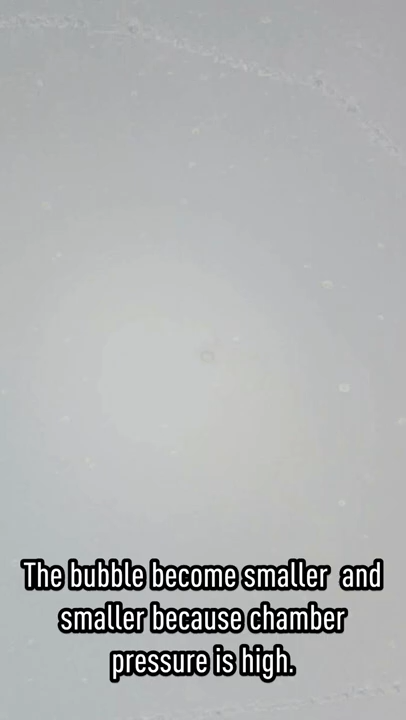 The bubble become smaller  and
smaller because chamber
pressure is high.